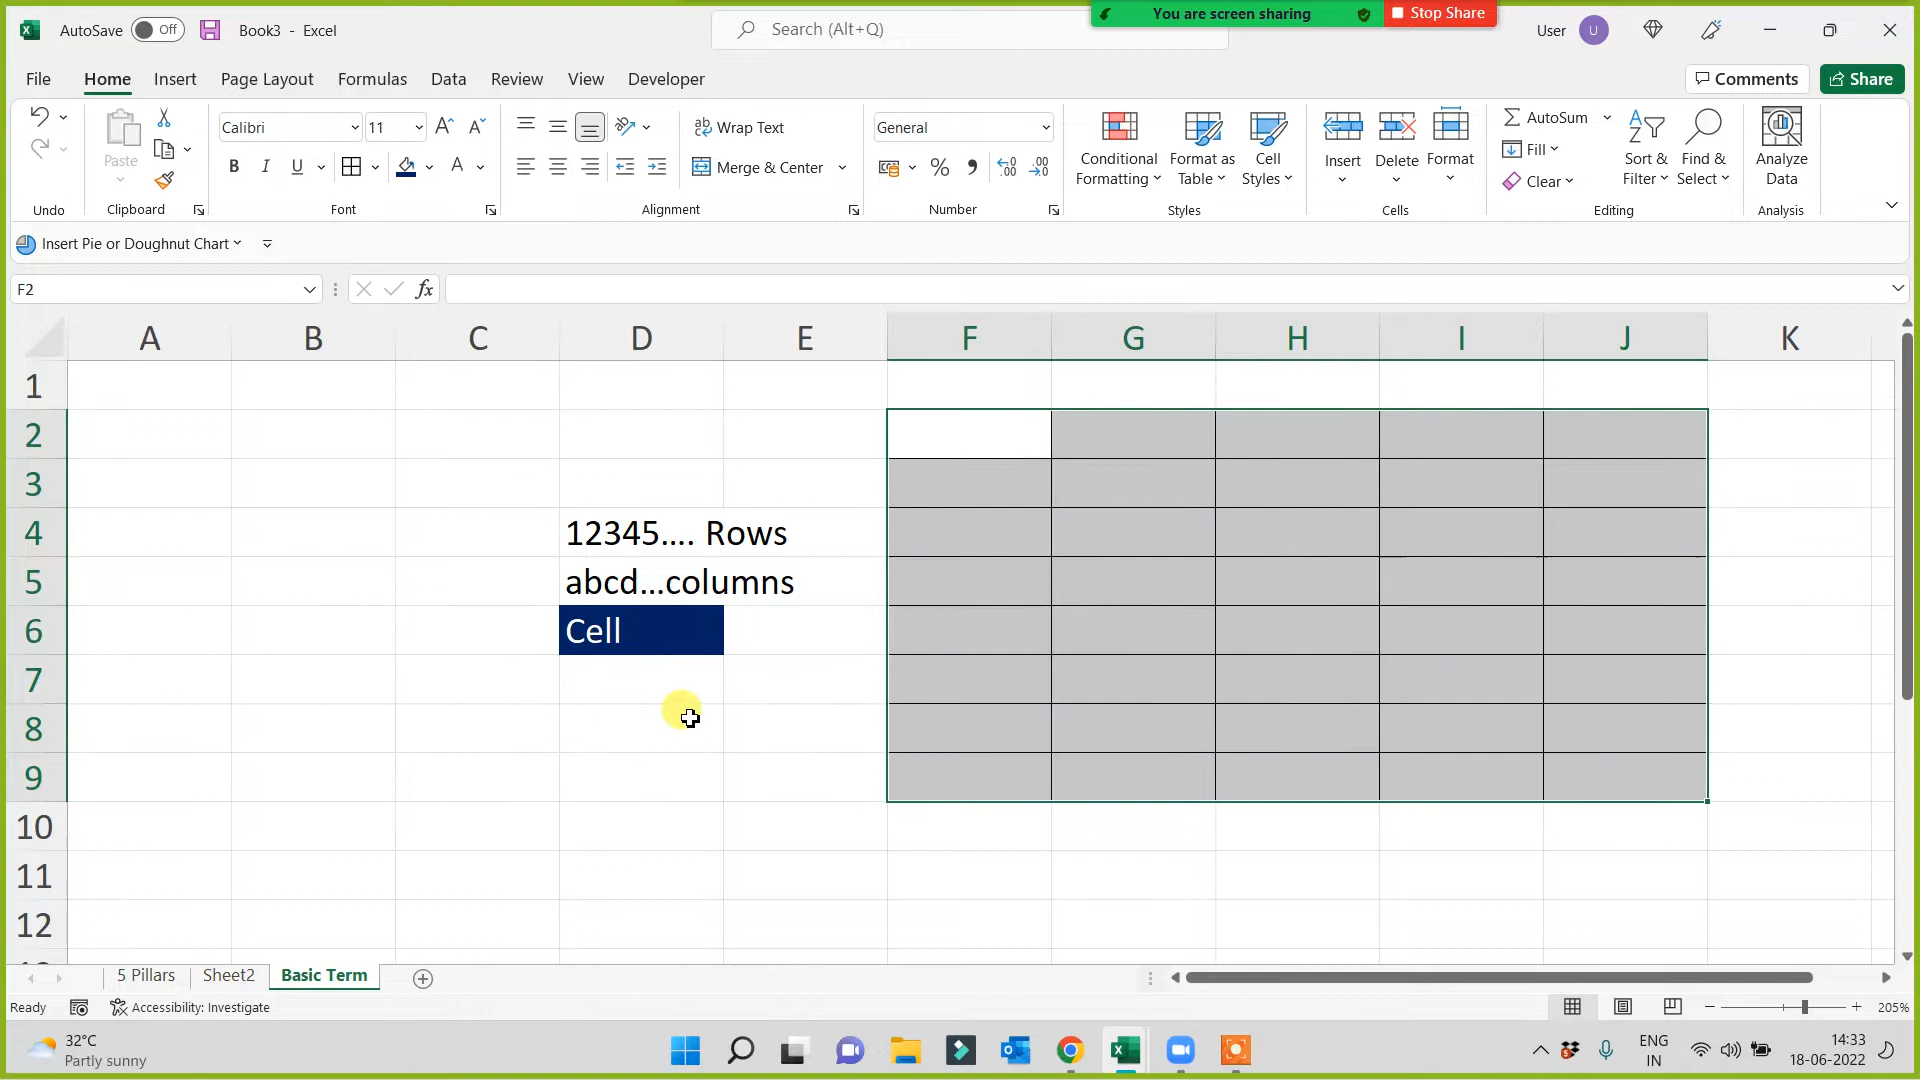 You are screen sharing
Stop Share
AutoSave Off Book3 - Excel
Search (Alt+Q)
User U
File Home Insert Page Layout Formulas Data Review View Developer
Comments Share
Paste
Calibri 11
B I U A
ab Wrap Text
Merge & Center
General
% .00
Conditional Formatting
Format as Table
Cell Styles
Insert Delete Format
AutoSum
Fill
Clear
Sort & Filter
Find & Select
Analyze Data
Undo Clipboard Font Alignment Number Styles Cells Editing Analysis
Insert Pie or Doughnut Chart
F2 fx
A B C D E F G H I J K
1
2
3
4 12345.... Rows
5 abcd...columns
6 Cell
7
8
9
10
11
12
5 Pillars Sheet2 Basic Term
Ready Accessibility: Investigate 205%
32°C
Partly sunny
ENG
IN
14:33
18-06-2022